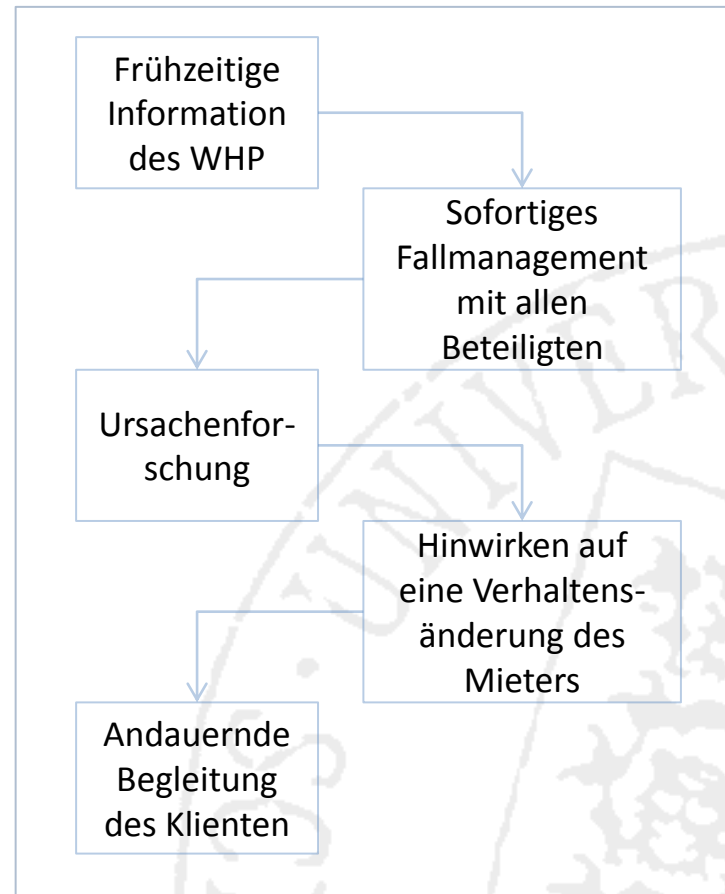 Frühzeitige
Information
des WHP
Sofortiges
Fallmanagement
mit allen
Beteiligten
Ursachenfor-
schung
Hinwirken auf
eine Verhaltens-
änderung des
Mieters
Andauernde
Begleitung
des Klienten